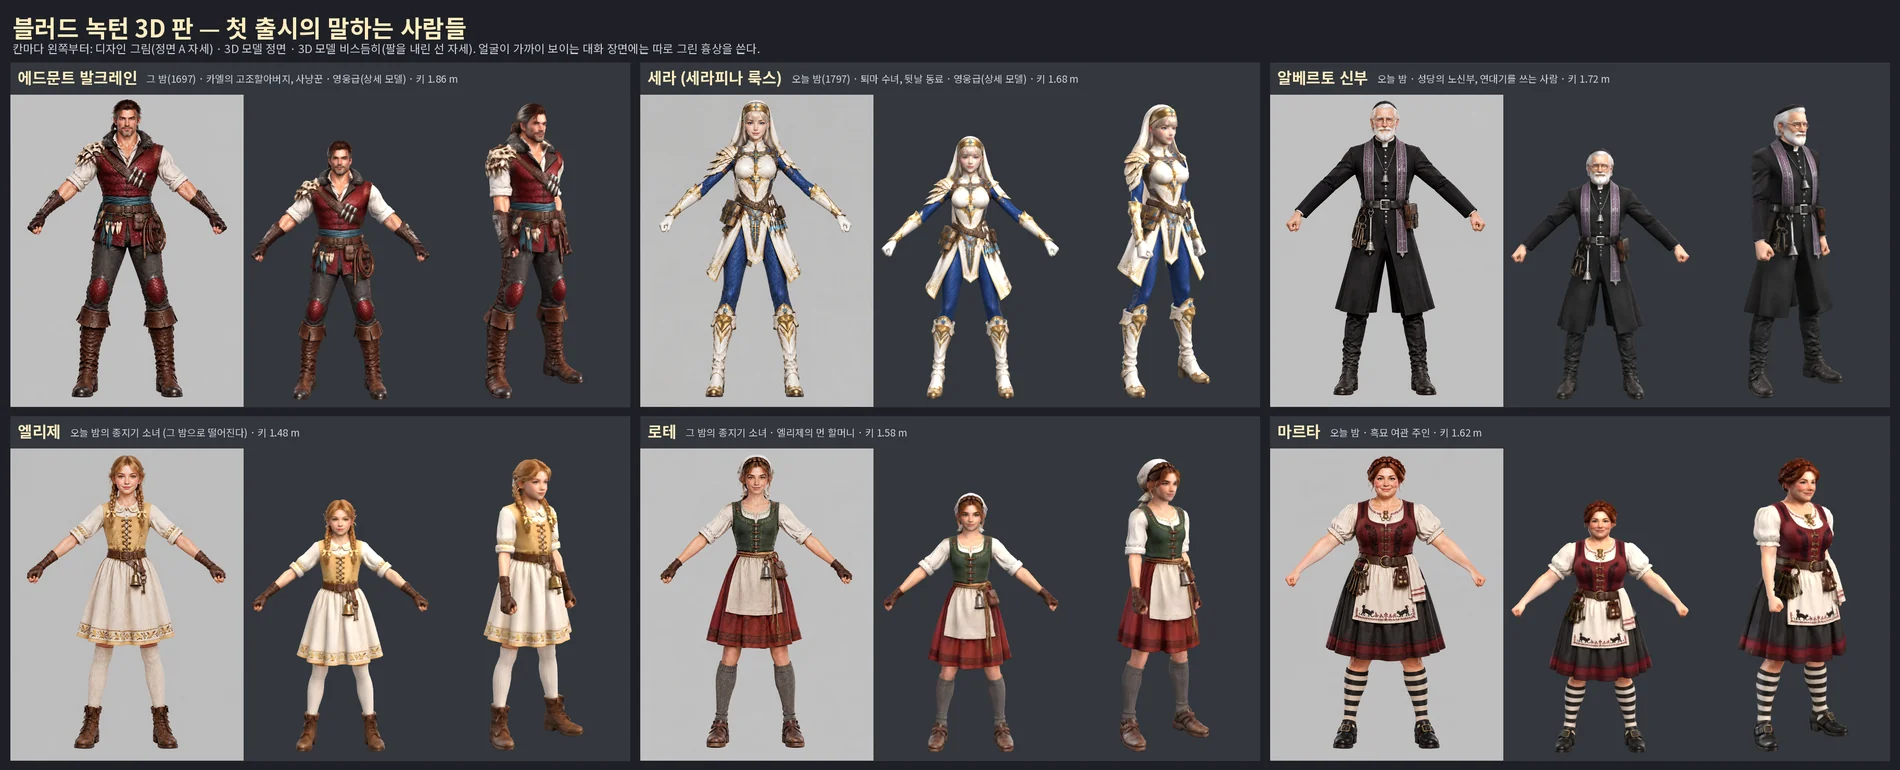 블러드 녹턴 3D 판 — 첫 출시의 말하는 사람들
칸마다 왼쪽부터: 디자인 그림(정면 A 자세) · 3D 모델 정면 · 3D 모델 비스듬히(팔을 내린 선 자세). 얼굴이 가까이 보이는 대화 장면에는 따로 그린 흉상을 쓴다.
에드문트 발크레인 그 밤(1697) · 카엘의 고조할아버지, 사냥꾼 · 영웅급(상세 모델) · 키 1.86 m
세라 (세라피나 룩스) 오늘 밤(1797) · 퇴마 수녀, 뒷날 동료 · 영웅급(상세 모델) · 키 1.68 m
알베르토 신부 오늘 밤 · 성당의 노신부, 연대기를 쓰는 사람 · 키 1.72 m
엘리제 오늘 밤의 종지기 소녀 (그 밤으로 떨어진다) · 키 1.48 m
로테 그 밤의 종지기 소녀 · 엘리제의 먼 할머니 · 키 1.58 m
마르타 오늘 밤 · 흑묘 여관 주인 · 키 1.62 m